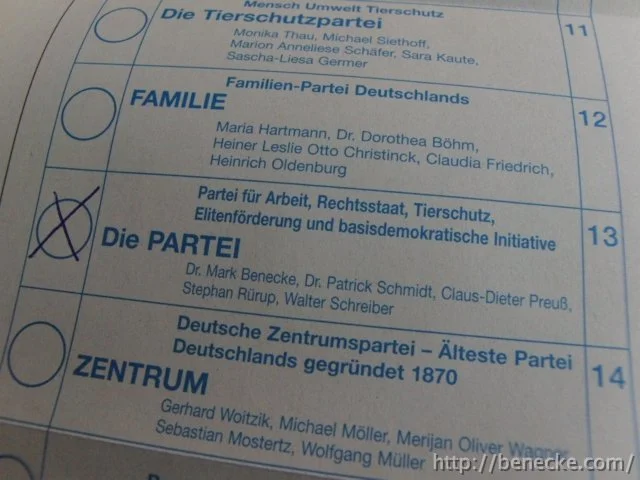 Mensch Umwelt Tierschutz
Die Tierschutzpartei
11
Monika Thau, Michael Siethoff,
Marion Anneliese Schäfer, Sara Kaute,
Sascha-Liesa Germer
Familien-Partei Deutschlands
12
FAMILIE
Maria Hartmann, Dr. Dorothea Böhm,
Heiner Leslie Otto Christinck, Claudia Friedrich,
Heinrich Oldenburg
Partei für Arbeit, Rechtsstaat, Tierschutz,
Elitenförderung und basisdemokratische Initiative
13
Die PARTEI
Dr. Mark Benecke, Dr. Patrick Schmidt, Claus-Dieter Preuß,
Stephan Rürup, Walter Schreiber
Deutsche Zentrumspartei – Älteste Partei
Deutschlands gegründet 1870
14
ZENTRUM
Gerhard Woitzik, Michael Möller, Merijan Oliver Wagner,
Sebastian Mostertz, Wolfgang Müller
http://benecke.com/